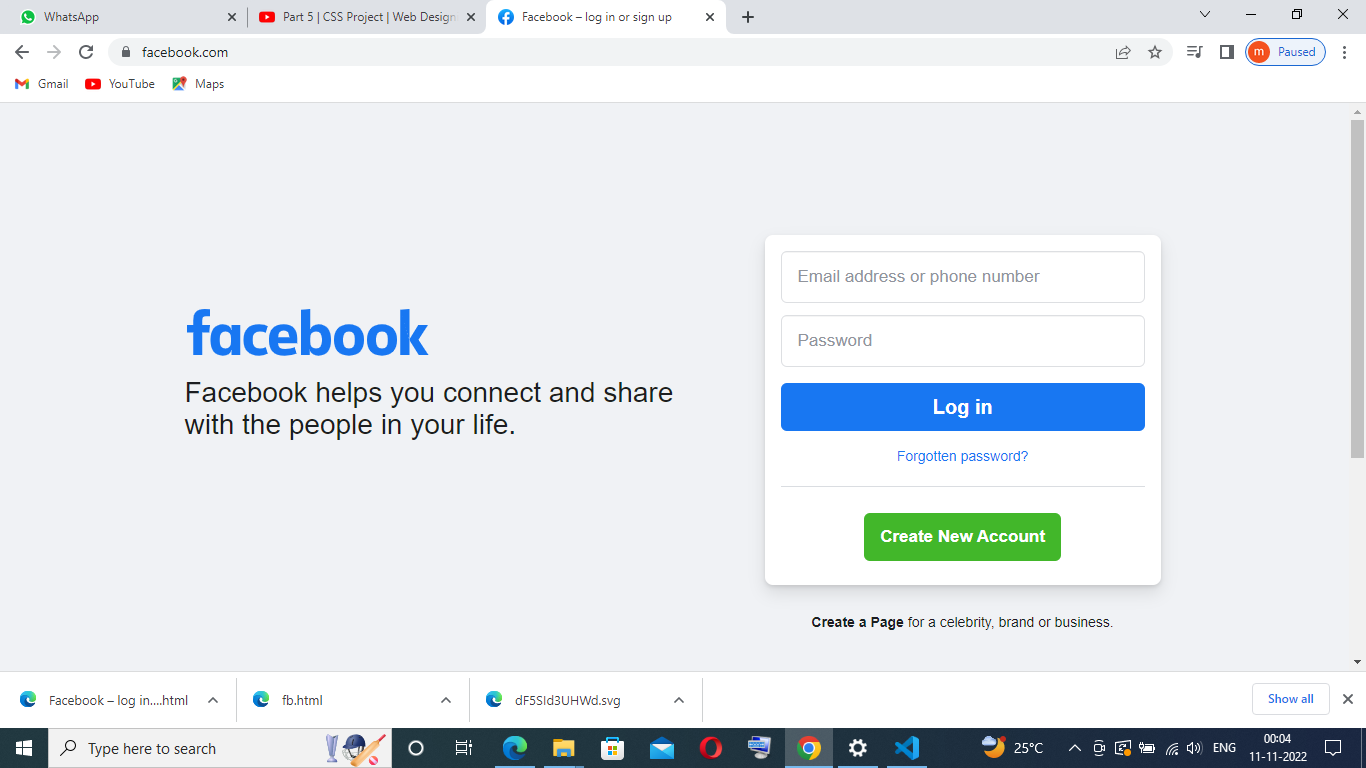 WhatsApp
Part 5 | CSS Project | Web Design
Facebook – log in or sign up
facebook.com
m
Paused
Gmail
YouTube
Maps
facebook
Facebook helps you connect and share
with the people in your life.
Email address or phone number
Password
Log in
Forgotten password?
Create New Account
Create a Page for a celebrity, brand or business.
Facebook – log in....html
fb.html
dF5SId3UHWd.svg
Show all
Type here to search
25°C
ENG
00:04
11-11-2022